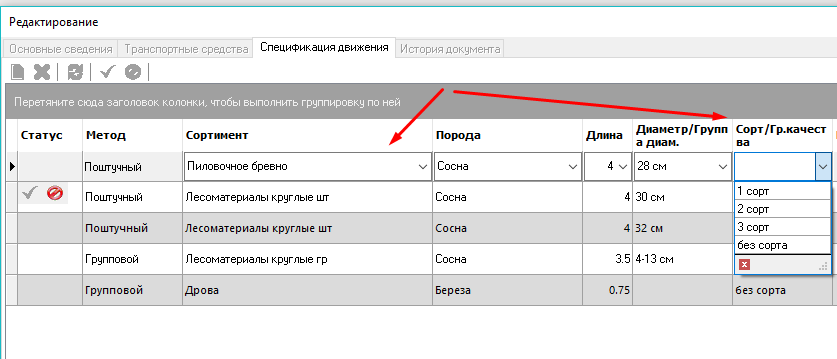 Редактирование
Основные сведения Транспортные средства Спецификация движения История документа
Перетяните сюда заголовок колонки, чтобы выполнить группировку по ней
Статус Метод Сортимент Порода Длина Диаметр/Групп
а диам. Сорт/Гр.качест
ва
Поштучный Пиловочное бревно Сосна 4 28 см
1 сорт
2 сорт
3 сорт
без сорта
Поштучный Лесоматериалы круглые шт Сосна 4 30 см
Поштучный Лесоматериалы круглые шт Сосна 4 32 см
Групповой Лесоматериалы круглые гр Сосна 3.5 4-13 см
Групповой Дрова Береза 0.75 без сорта